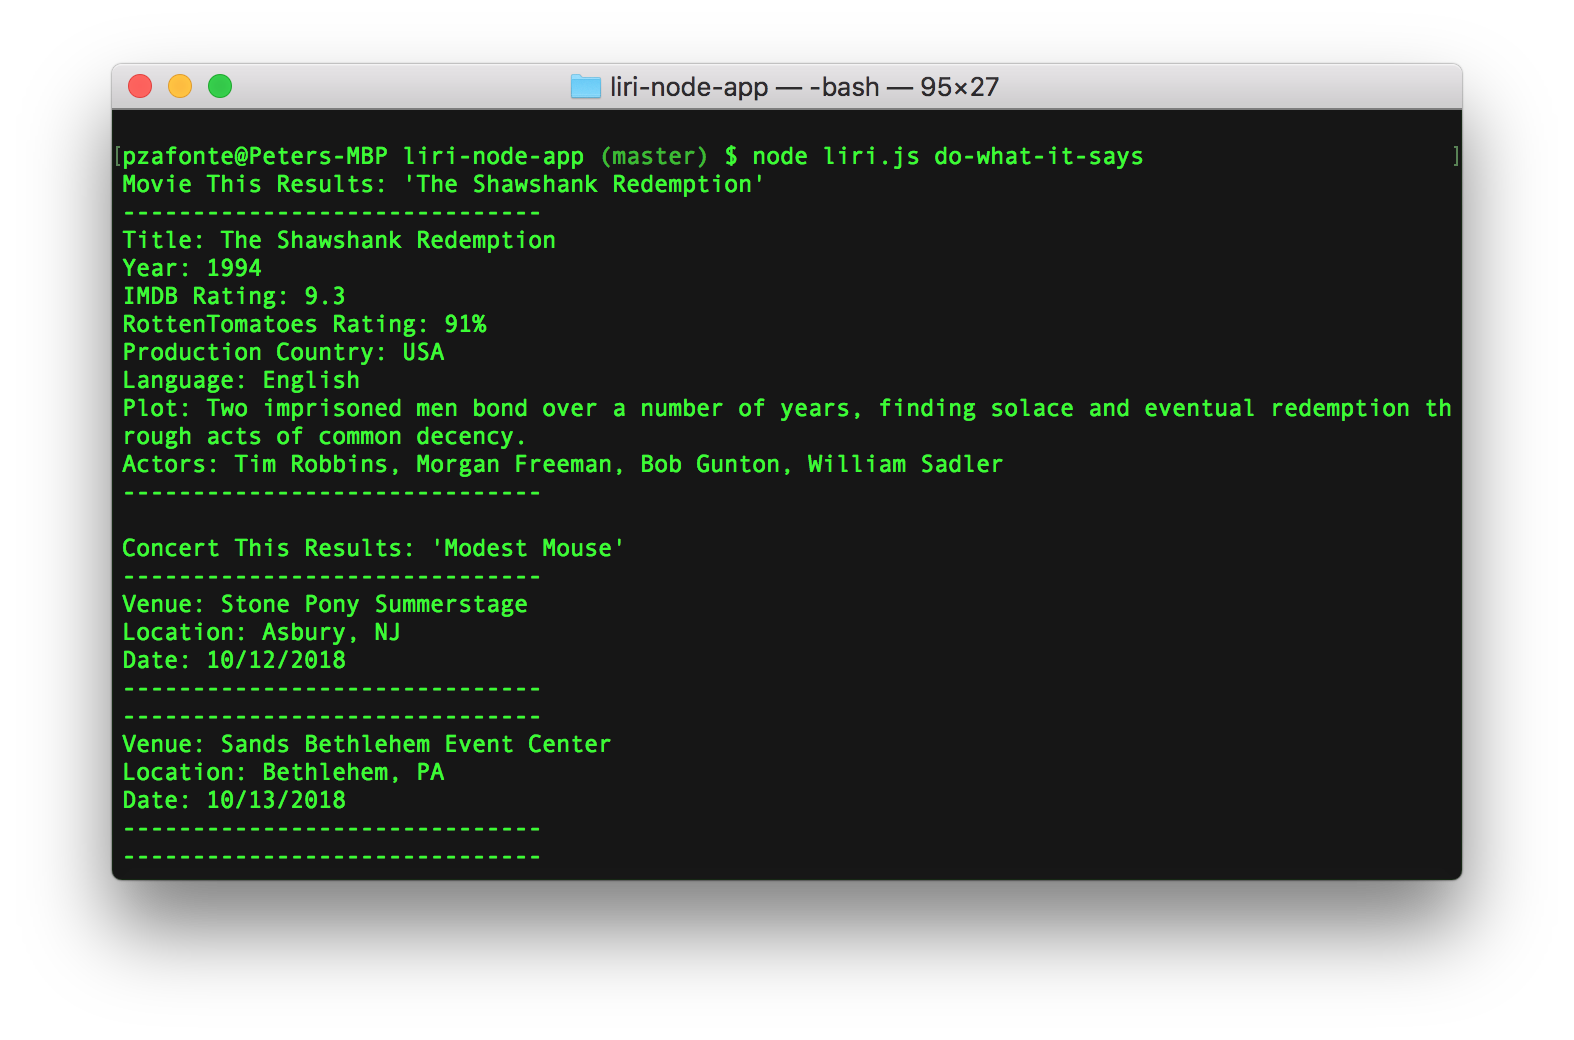 liri-node-app — -bash — 95×27
[pzafonte@Peters-MBP liri-node-app (master) $ node liri.js do-what-it-says ]
Movie This Results: 'The Shawshank Redemption'
------------------------------
Title: The Shawshank Redemption
Year: 1994
IMDB Rating: 9.3
RottenTomatoes Rating: 91%
Production Country: USA
Language: English
Plot: Two imprisoned men bond over a number of years, finding solace and eventual redemption th
rough acts of common decency.
Actors: Tim Robbins, Morgan Freeman, Bob Gunton, William Sadler
------------------------------
Concert This Results: 'Modest Mouse'
------------------------------
Venue: Stone Pony Summerstage
Location: Asbury, NJ
Date: 10/12/2018
------------------------------
------------------------------
Venue: Sands Bethlehem Event Center
Location: Bethlehem, PA
Date: 10/13/2018
------------------------------
------------------------------